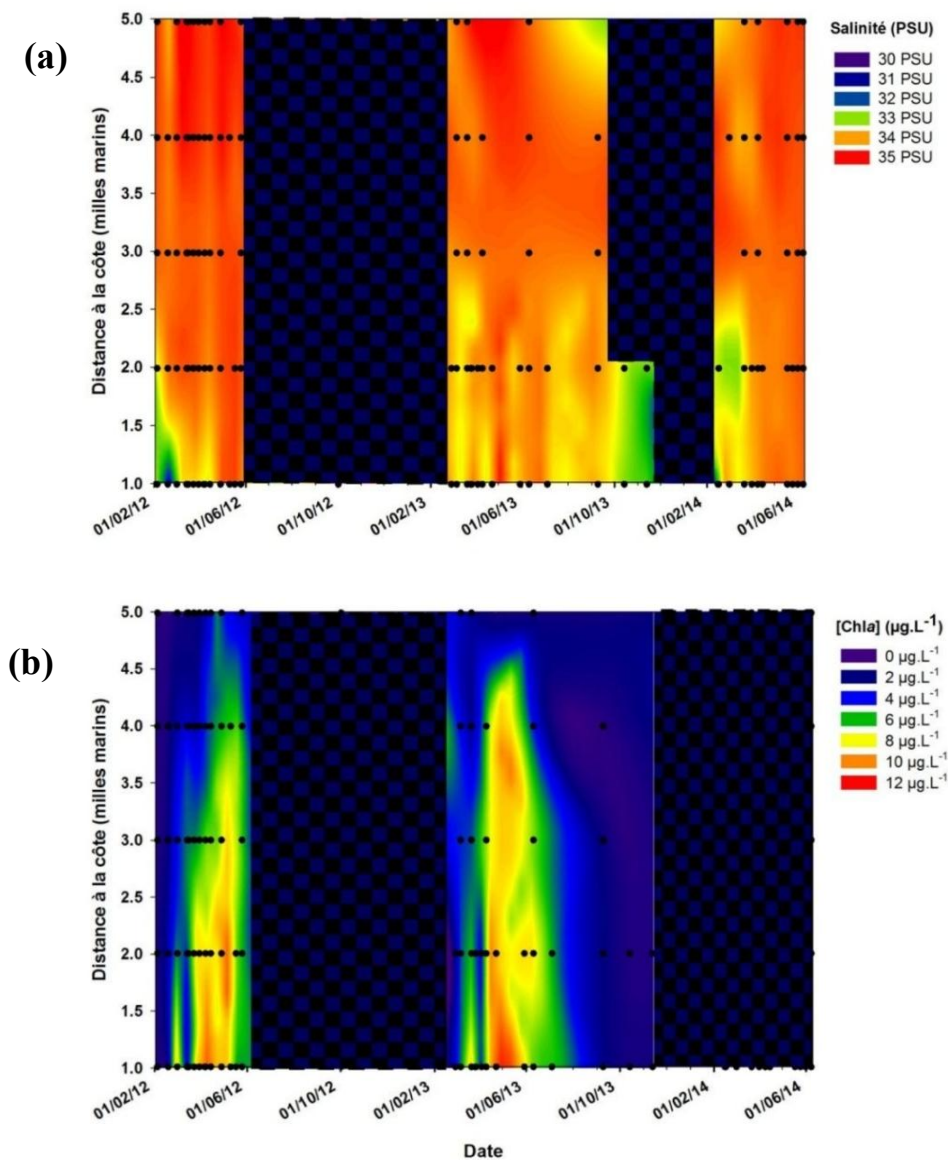 (a)
5.0
4.5
4.0
3.5
3.0
2.5
2.0
1.5
1.0
Distance à la côte (milles marins)
01/02/12
01/06/12
01/10/12
01/02/13
01/06/13
01/10/13
01/02/14
01/06/14
Salinité (PSU)
30 PSU
31 PSU
32 PSU
33 PSU
34 PSU
35 PSU
(b)
5.0
4.5
4.0
3.5
3.0
2.5
2.0
1.5
1.0
Distance à la côte (milles marins)
01/02/12
01/06/12
01/10/12
01/02/13
01/06/13
01/10/13
01/02/14
01/06/14
Date
[Chla] (µg.L⁻¹)
0 µg.L⁻¹
2 µg.L⁻¹
4 µg.L⁻¹
6 µg.L⁻¹
8 µg.L⁻¹
10 µg.L⁻¹
12 µg.L⁻¹